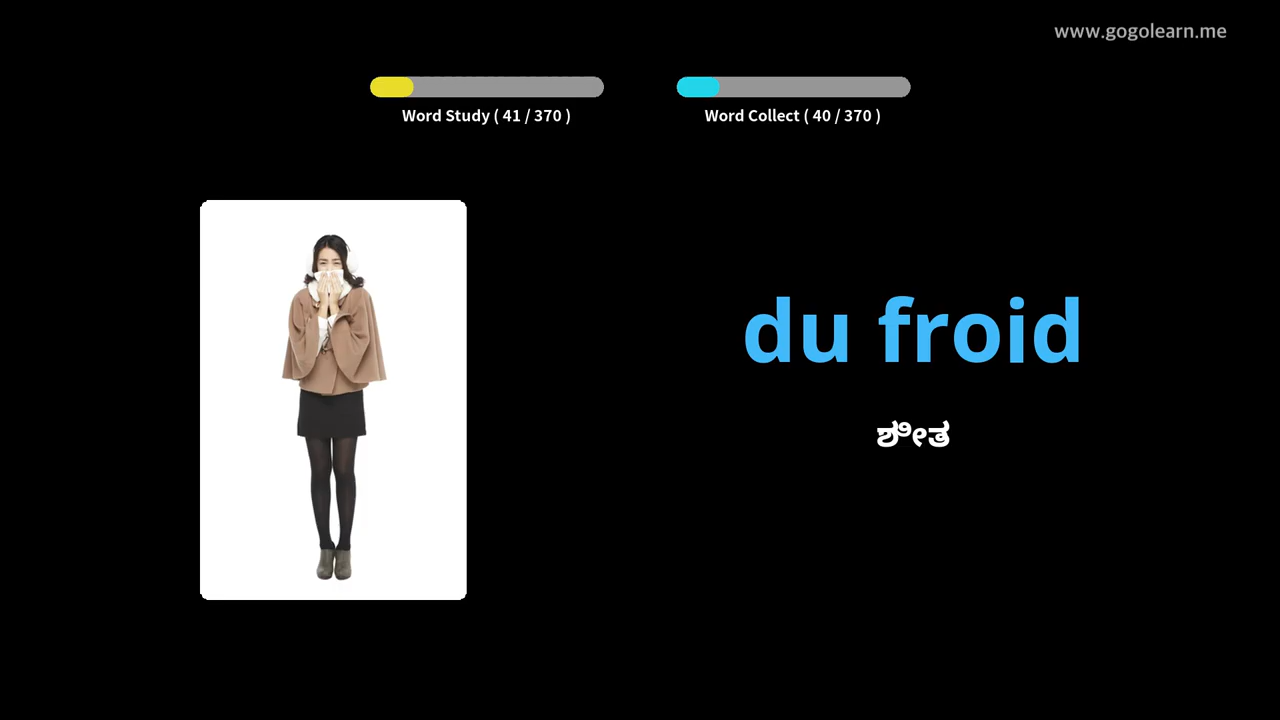 www.gogolearn.me
Word Study ( 41 / 370 )
Word Collect ( 40 / 370 )
du froid
ಶೀತ